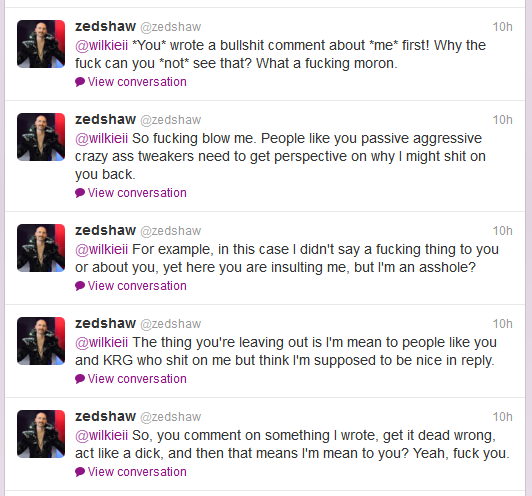 zedshaw @zedshaw 10h
@wilkieii *You* wrote a bullshit comment about *me* first! Why the
fuck can you *not* see that? What a fucking moron.
View conversation
zedshaw @zedshaw 10h
@wilkieii So fucking blow me. People like you passive aggressive
crazy ass tweakers need to get perspective on why I might shit on
you back.
View conversation
zedshaw @zedshaw 10h
@wilkieii For example, in this case I didn't say a fucking thing to you
or about you, yet here you are insulting me, but I'm an asshole?
View conversation
zedshaw @zedshaw 10h
@wilkieii The thing you're leaving out is I'm mean to people like you
and KRG who shit on me but think I'm supposed to be nice in reply.
View conversation
zedshaw @zedshaw 10h
@wilkieii So, you comment on something I wrote, get it dead wrong,
act like a dick, and then that means I'm mean to you? Yeah, fuck you.
View conversation